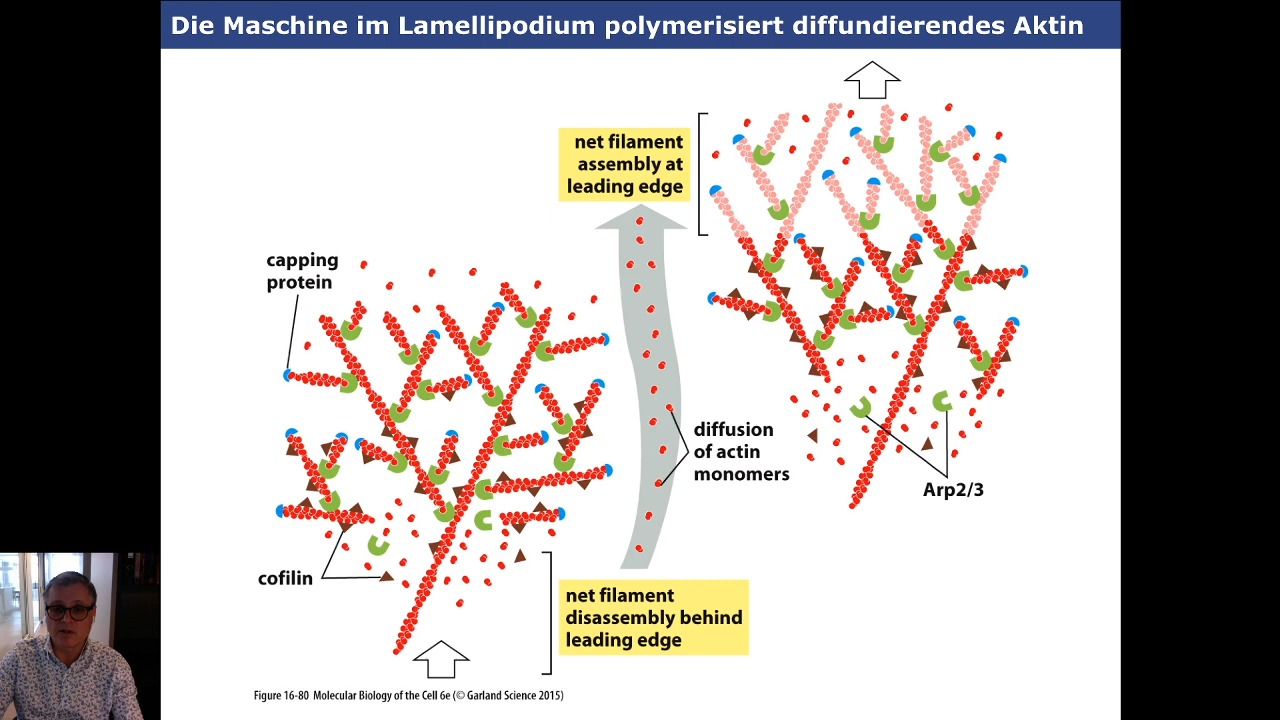 Die Maschine im Lamellipodium polymerisiert diffundierendes Aktin
net filament
assembly at
leading edge
capping
protein
diffusion
of actin
monomers
Arp2/3
cofilin
net filament
disassembly behind
leading edge
Figure 16-80 Molecular Biology of the Cell 6e (© Garland Science 2015)